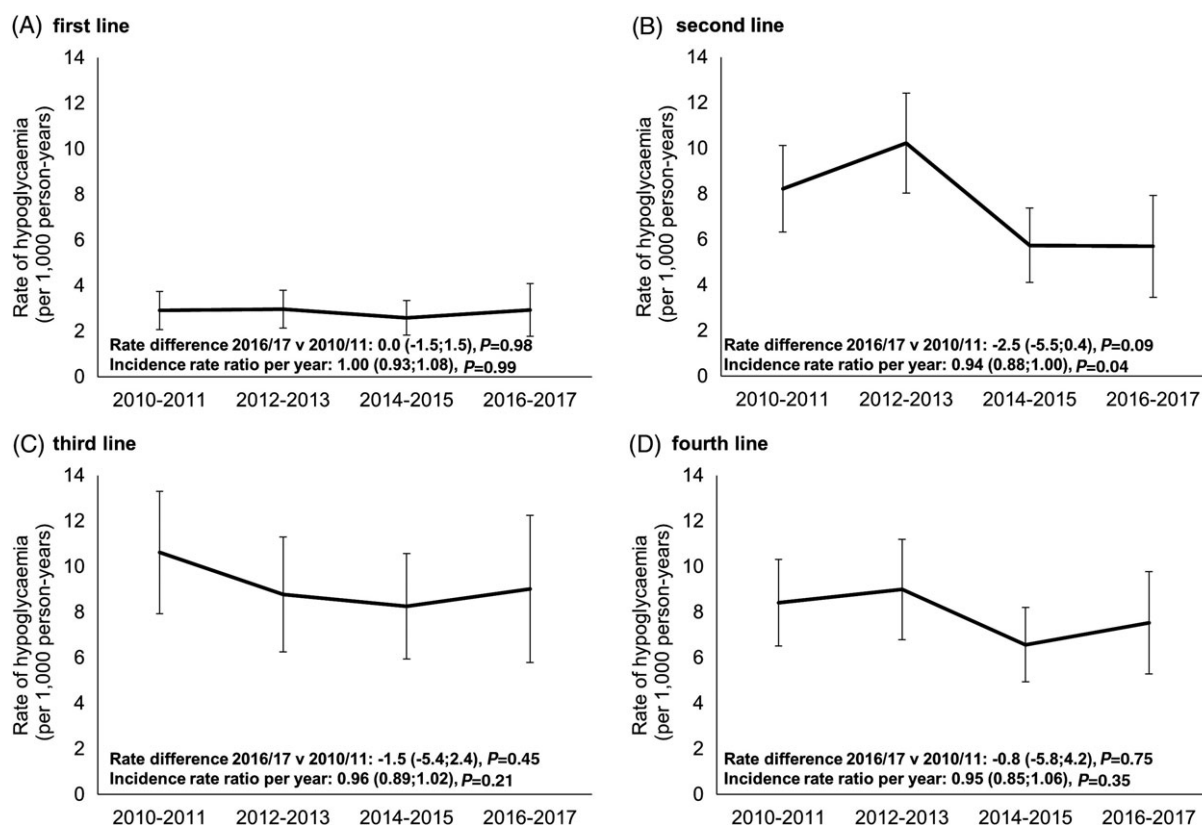 (A) first line
Rate of hypoglycaemia
(per 1,000 person-years)
14
12
10
8
6
4
2
0
Rate difference 2016/17 v 2010/11: 0.0 (-1.5;1.5), P=0.98
Incidence rate ratio per year: 1.00 (0.93;1.08), P=0.99
2010-2011 2012-2013 2014-2015 2016-2017
(B) second line
Rate of hypoglycaemia
(per 1,000 person-years)
14
12
10
8
6
4
2
0
Rate difference 2016/17 v 2010/11: -2.5 (-5.5;0.4), P=0.09
Incidence rate ratio per year: 0.94 (0.88;1.00), P=0.04
2010-2011 2012-2013 2014-2015 2016-2017
(C) third line
Rate of hypoglycaemia
(per 1,000 person-years)
14
12
10
8
6
4
2
0
Rate difference 2016/17 v 2010/11: -1.5 (-5.4;2.4), P=0.45
Incidence rate ratio per year: 0.96 (0.89;1.02), P=0.21
2010-2011 2012-2013 2014-2015 2016-2017
(D) fourth line
Rate of hypoglycaemia
(per 1,000 person-years)
14
12
10
8
6
4
2
0
Rate difference 2016/17 v 2010/11: -0.8 (-5.8;4.2), P=0.75
Incidence rate ratio per year: 0.95 (0.85;1.06), P=0.35
2010-2011 2012-2013 2014-2015 2016-2017